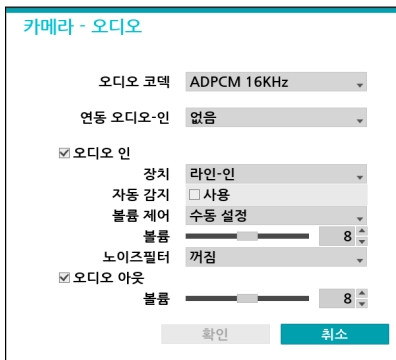 카메라 - 오디오
오디오 코덱 ADPCM 16KHz
연동 오디오-인 없음
오디오 인
장치 라인-인
자동 감지 사용
볼륨 제어 수동 설정
볼륨 8
노이즈필터 꺼짐
오디오 아웃
볼륨 8
확인 취소